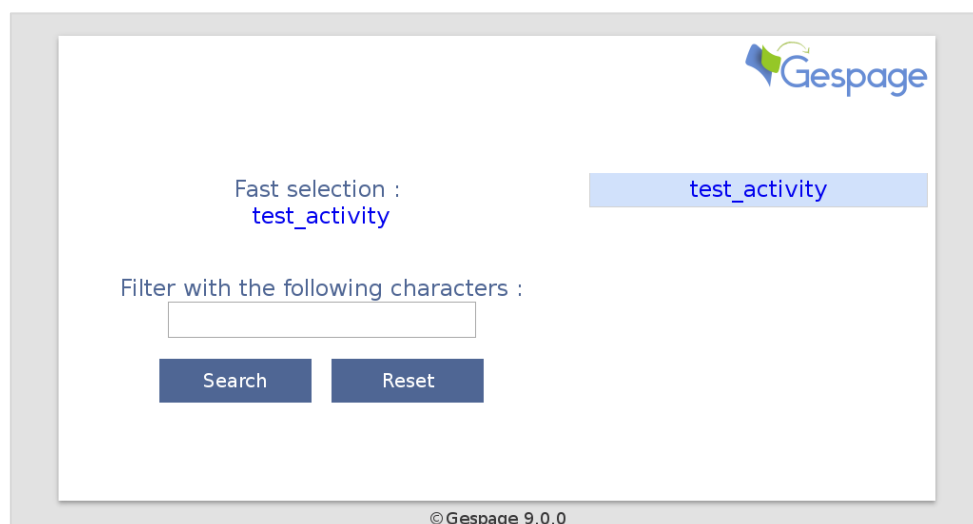 Gespage
Fast selection :
test_activity
test_activity
Filter with the following characters :
Search
Reset
© Gespage 9.0.0